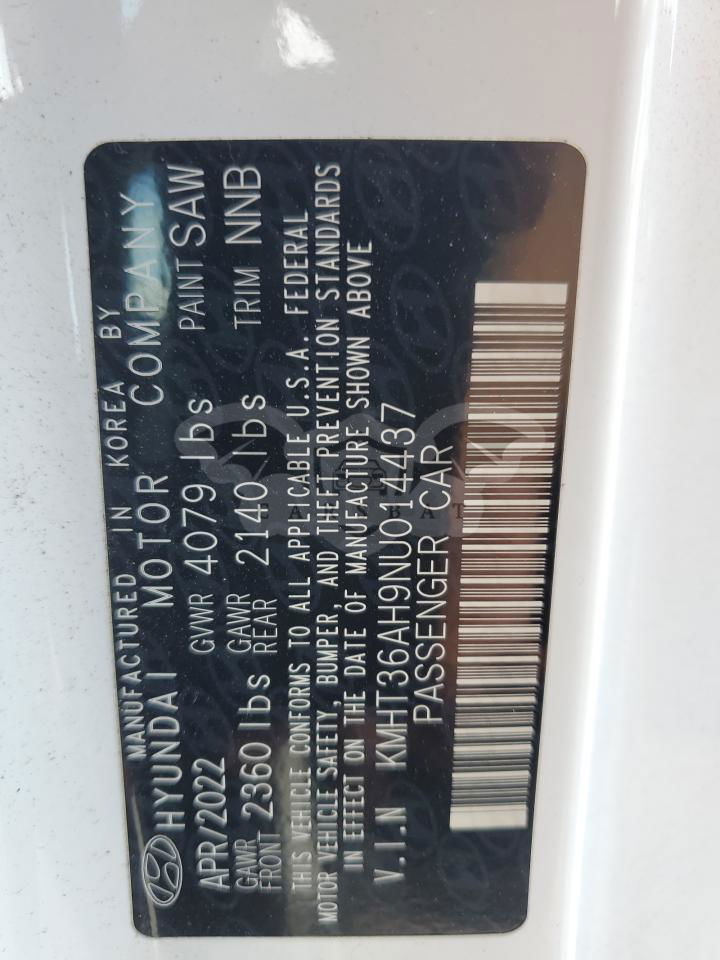 MANUFACTURED IN KOREA BY
HYUNDAI MOTOR COMPANY
APR/2022 GVWR 4079 lbs PAINT SAW
GAWR FRONT 2360 lbs GAWR REAR 2140 lbs TRIM NNB
THIS VEHICLE CONFORMS TO ALL APPLICABLE U.S.A. FEDERAL
MOTOR VEHICLE SAFETY, BUMPER, AND THEFT PREVENTION STANDARDS
IN EFFECT ON THE DATE OF MANUFACTURE SHOWN ABOVE
V.I.N KMHT36AH9NU014437
PASSENGER CAR